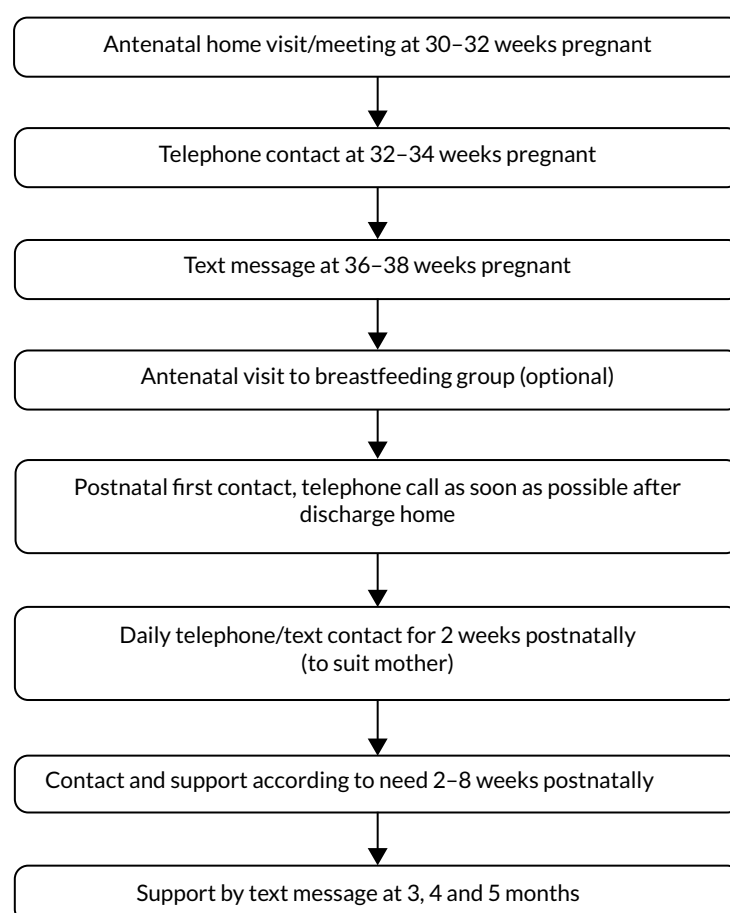 Antenatal home visit/meeting at 30–32 weeks pregnant
Telephone contact at 32–34 weeks pregnant
Text message at 36–38 weeks pregnant
Antenatal visit to breastfeeding group (optional)
Postnatal first contact, telephone call as soon as possible after
discharge home
Daily telephone/text contact for 2 weeks postnatally
(to suit mother)
Contact and support according to need 2–8 weeks postnatally
Support by text message at 3, 4 and 5 months